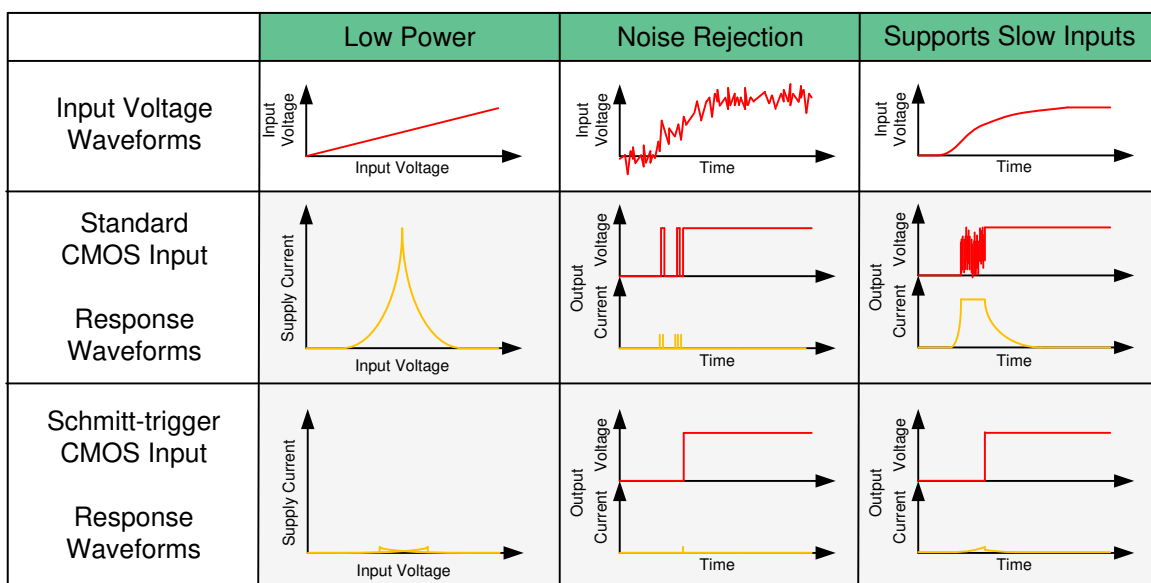 Low Power
Noise Rejection
Supports Slow Inputs
Input Voltage
Waveforms
Input
Voltage
Input Voltage
Input
Voltage
Time
Input
Voltage
Time
Standard
CMOS Input
Response
Waveforms
Supply Current
Input Voltage
Output
Voltage
Current
Time
Output
Voltage
Current
Time
Schmitt-trigger
CMOS Input
Response
Waveforms
Supply Current
Input Voltage
Output
Voltage
Current
Time
Output
Voltage
Current
Time